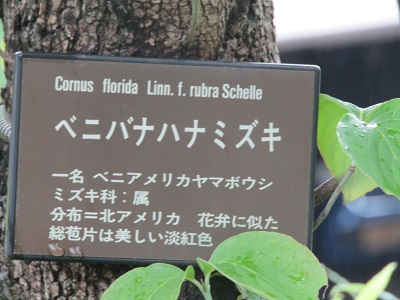 Cornus florida Linn. f. rubra Schelle
ベニバナハナミズキ
一名 ベニアメリカヤマボウシ
ミズキ科：属
分布＝北アメリカ 花弁に似た
総苞片は美しい淡紅色